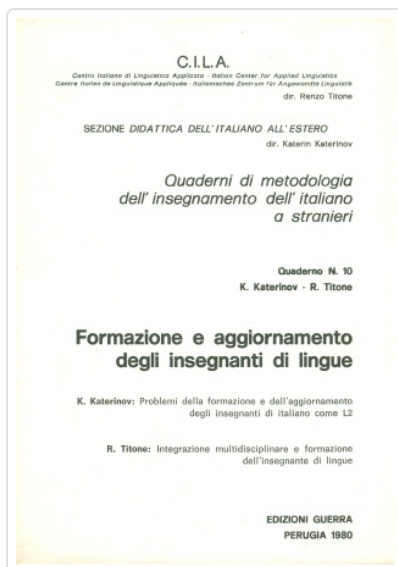 C.I.L.A.
Centro Italiano di Linguistica Applicata - Italian Center for Applied Linguistics
Centre Italien de Linguistique Appliquée - Italienisches Zentrum für Angewandte Linguistik
dir. Renzo Titone
SEZIONE DIDATTICA DELL'ITALIANO ALL'ESTERO
dir. Katerin Katerinov
Quaderni di metodologia
dell'insegnamento dell'italiano
a stranieri
Quaderno N. 10
K. Katerinov - R. Titone
Formazione e aggiornamento
degli insegnanti di lingue
K. Katerinov: Problemi della formazione e dell'aggiornamento
degli insegnanti di italiano come L2
R. Titone: Integrazione multidisciplinare e formazione
dell'insegnante di lingue
EDIZIONI GUERRA
PERUGIA 1980